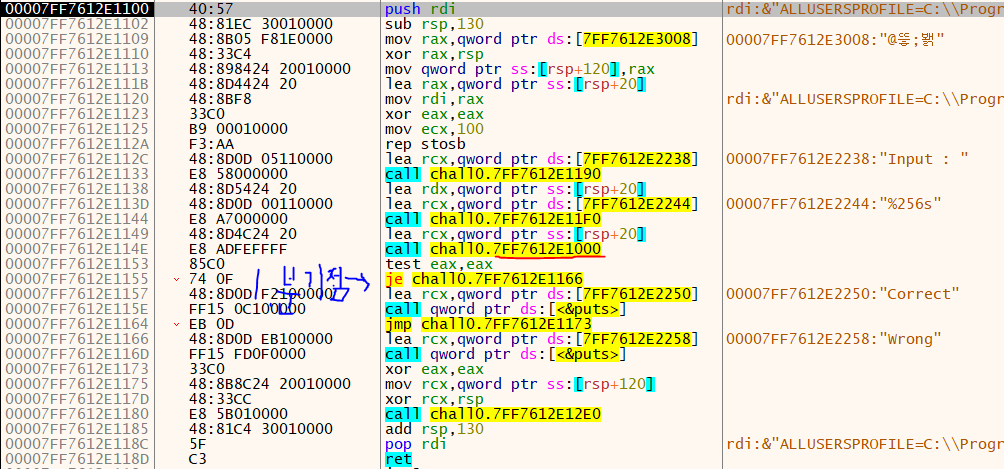 00007FF7612E1100 40:57 push rdi rdi:&"ALLUSERSPROFILE=C:\\Progr
00007FF7612E1102 48:81EC 30010000 sub rsp,130
00007FF7612E1109 48:8B05 F81E0000 mov rax,qword ptr ds:[7FF7612E3008] 00007FF7612E3008:"@뚷;뾁"
00007FF7612E1110 48:33C4 xor rax,rsp
00007FF7612E1113 48:898424 20010000 mov qword ptr ss:[rsp+120],rax
00007FF7612E111B 48:8D4424 20 lea rax,qword ptr ss:[rsp+20]
00007FF7612E1120 48:8BF8 mov rdi,rax rdi:&"ALLUSERSPROFILE=C:\\Progr
00007FF7612E1123 33C0 xor eax,eax
00007FF7612E1125 B9 00010000 mov ecx,100
00007FF7612E112A F3:AA rep stosb
00007FF7612E112C 48:8D0D 05110000 lea rcx,qword ptr ds:[7FF7612E2238] 00007FF7612E2238:"Input : "
00007FF7612E1133 E8 58000000 call chall0.7FF7612E1190
00007FF7612E1138 48:8D5424 20 lea rdx,qword ptr ss:[rsp+20]
00007FF7612E113D 48:8D0D 00110000 lea rcx,qword ptr ds:[7FF7612E2244] 00007FF7612E2244:"%256s"
00007FF7612E1144 E8 A7000000 call chall0.7FF7612E11F0
00007FF7612E1149 48:8D4C24 20 lea rcx,qword ptr ss:[rsp+20]
00007FF7612E114E E8 ADFEFFFF call chall0.7FF7612E1000
00007FF7612E1153 85C0 test eax,eax
00007FF7612E1155 74 0F 분기점 je chall0.7FF7612E1166
00007FF7612E1157 48:8D0D F2100000 lea rcx,qword ptr ds:[7FF7612E2250] 00007FF7612E2250:"Correct"
00007FF7612E115E FF15 0C100000 call qword ptr ds:[<&puts>]
00007FF7612E1164 EB 0D jmp chall0.7FF7612E1173
00007FF7612E1166 48:8D0D EB100000 lea rcx,qword ptr ds:[7FF7612E2258] 00007FF7612E2258:"Wrong"
00007FF7612E116D FF15 FD0F0000 call qword ptr ds:[<&puts>]
00007FF7612E1173 33C0 xor eax,eax
00007FF7612E1175 48:8B8C24 20010000 mov rcx,qword ptr ss:[rsp+120]
00007FF7612E117D 48:33CC xor rcx,rsp
00007FF7612E1180 E8 5B010000 call chall0.7FF7612E12E0
00007FF7612E1185 48:81C4 30010000 add rsp,130
00007FF7612E118C 5F pop rdi rdi:&"ALLUSERSPROFILE=C:\\Progr
00007FF7612E118D C3 ret